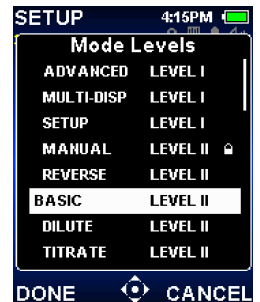 SETUP 4:15PM
Mode Levels
ADVANCED LEVEL I
MULTI-DISP LEVEL I
SETUP LEVEL I
MANUAL LEVEL II
REVERSE LEVEL II
BASIC LEVEL II
DILUTE LEVEL II
TITRATE LEVEL II
DONE CANCEL